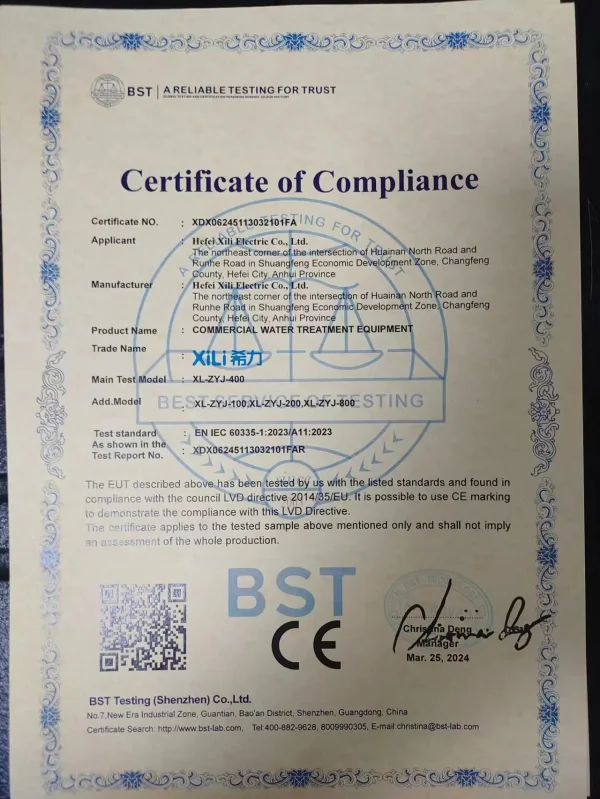 BST A RELIABLE TESTING FOR TRUST
Certificate of Compliance
Certificate NO. : XDX06245113032101FA
Applicant : Hefei Xili Electric Co., Ltd.
The northeast corner of the intersection of Huainan North Road and
Runhe Road in Shuangfeng Economic Development Zone, Changfeng
County, Hefei City, Anhui Province
Manufacturer : Hefei Xili Electric Co., Ltd.
The northeast corner of the intersection of Huainan North Road and
Runhe Road in Shuangfeng Economic Development Zone, Changfeng
County, Hefei City, Anhui Province
Product Name : COMMERCIAL WATER TREATMENT EQUIPMENT
Trade Name : XiLi 希力
Main Test Model : XL-ZYJ-400
Add.Model : XL-ZYJ-100,XL-ZYJ-200,XL-ZYJ-800
Test standard : EN IEC 60335-1:2023/A11:2023
As shown in the
Test Report No. : XDX06245113032101FAR
A RELIABLE TESTING FOR TRUST
BEST SERVICE OF TESTING
The EUT described above has been tested by us with the listed standards and found in
compliance with the council LVD directive 2014/35/EU. It is possible to use CE marking
to demonstrate the compliance with this LVD Directive.
The certificate applies to the tested sample above mentioned only and shall not imply
an assessment of the whole production.
BST
CE
Christina Deng
Manager
Mar. 25, 2024
BST Testing (Shenzhen) Co.,Ltd.
No.7,New Era Industrial Zone, Guantian, Bao'an District, Shenzhen, Guangdong, China
Certificate Search: http://www.bst-lab.com, Tel:400-882-9628, 8009990305, E-mail:christina@bst-lab.com